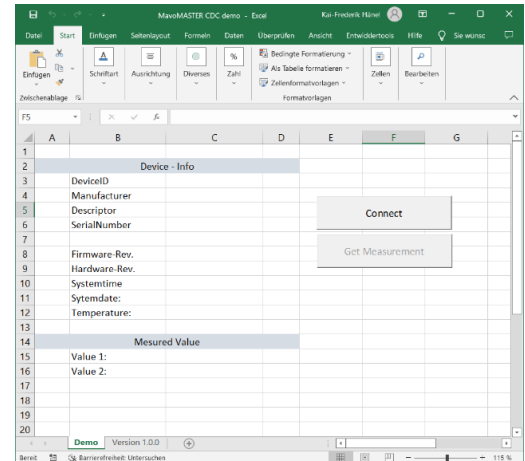 MavoMASTER CDC demo - Excel
Kai-Frederik Hänel
Datei Start Einfügen Seitenlayout Formeln Daten Überprüfen Ansicht Entwicklertools Hilfe Sie wünsc
Einfügen
Schriftart
Ausrichtung
Diverses
%
Zahl
Bedingte Formatierung
Als Tabelle formatieren
Zellenformatvorlagen
Zellen
Bearbeiten
Zwischenablage
Formatvorlagen
F5
fx
A B C D E F G
1
2 Device - Info
3 DeviceID
4 Manufacturer
5 Descriptor
Connect
6 SerialNumber
7
8 Firmware-Rev.
Get Measurement
9 Hardware-Rev.
10 Systemtime
11 Sytemdate:
12 Temperature:
13
14 Mesured Value
15 Value 1:
16 Value 2:
17
18
19
20
Demo Version 1.0.0
Bereit Barrierefreiheit: Untersuchen 115 %